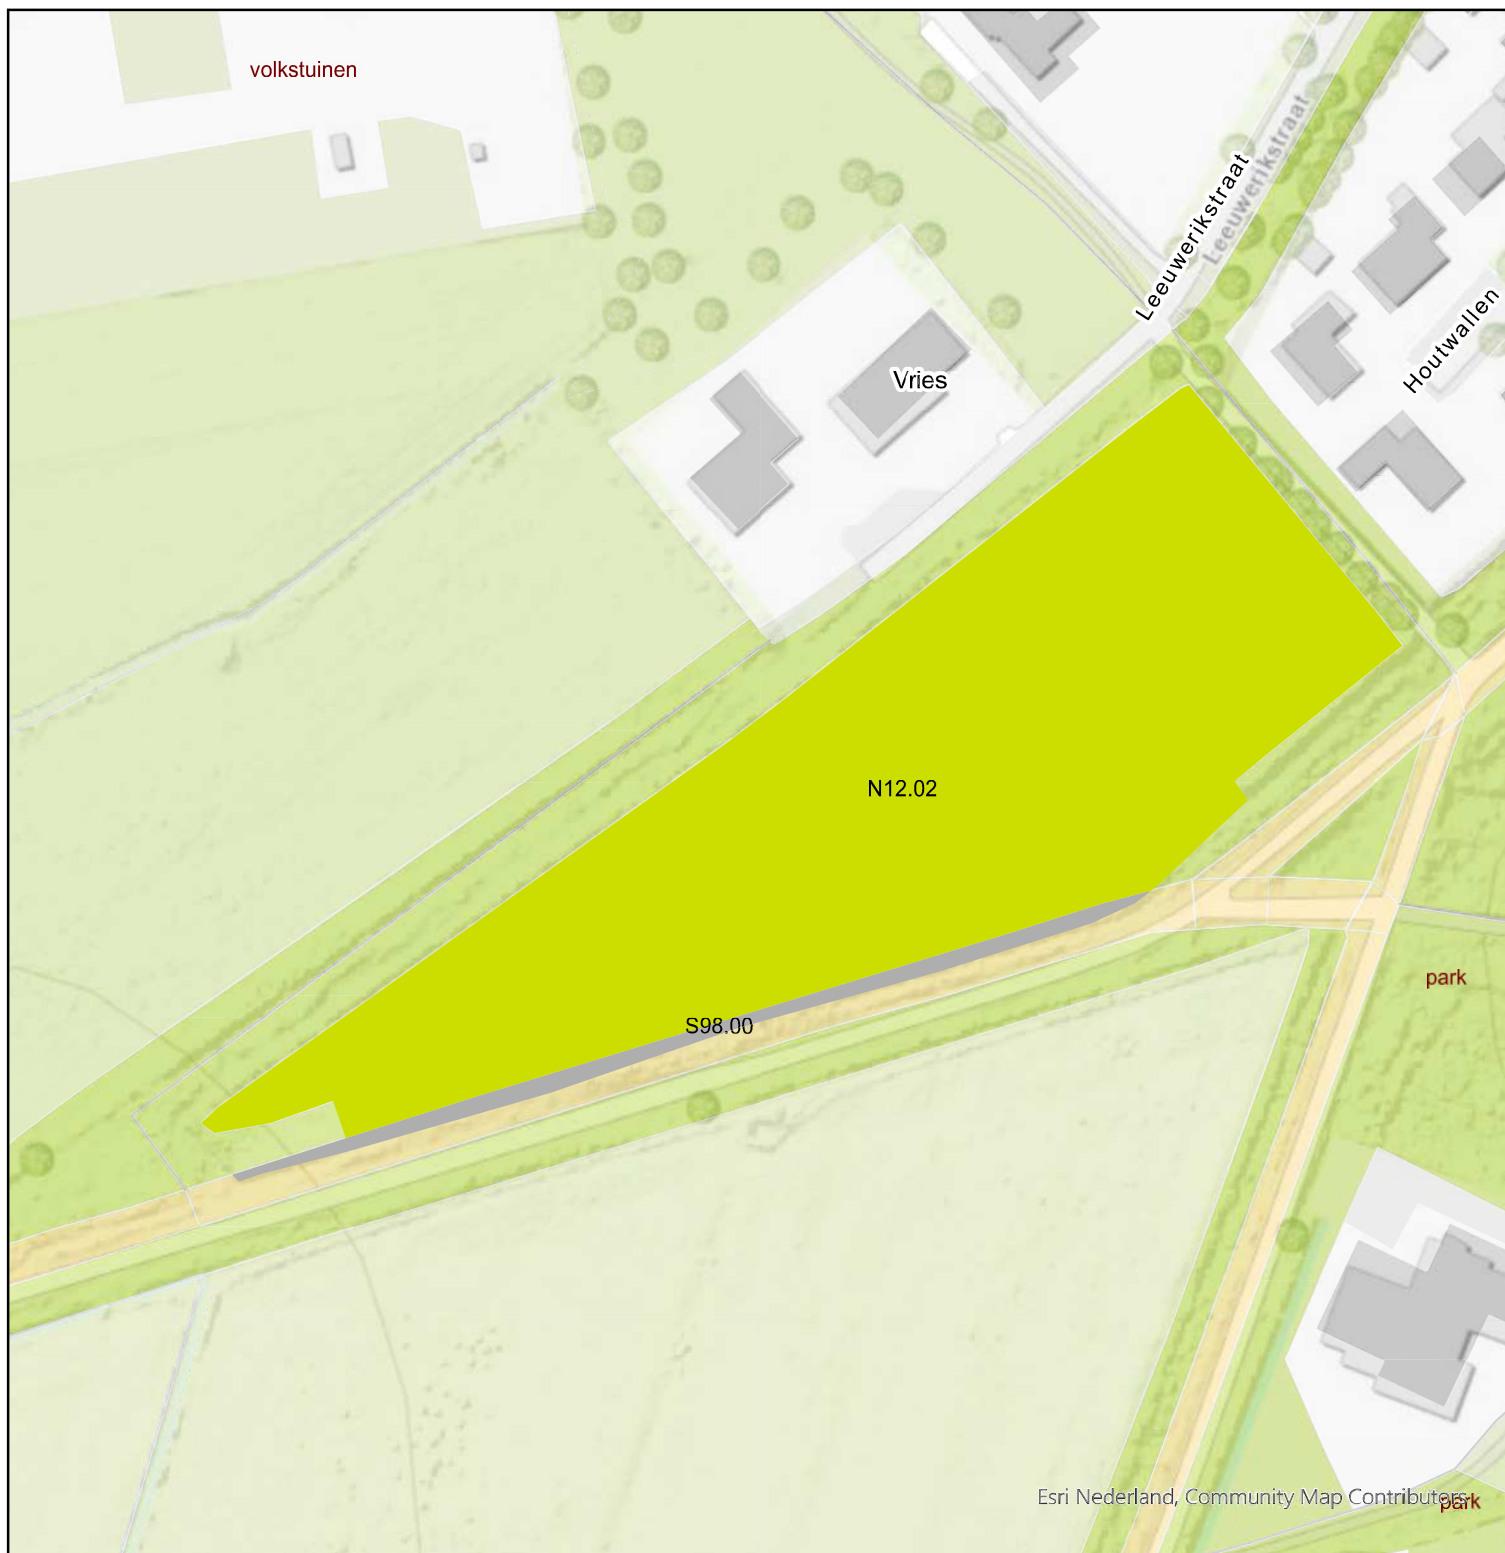 volkstuinen
Leeuwerikstraat
Leeuwerikstraat
Houtwallen
Vries
N12.02
park
S98.00
Esri Nederland, Community Map Contributors
park